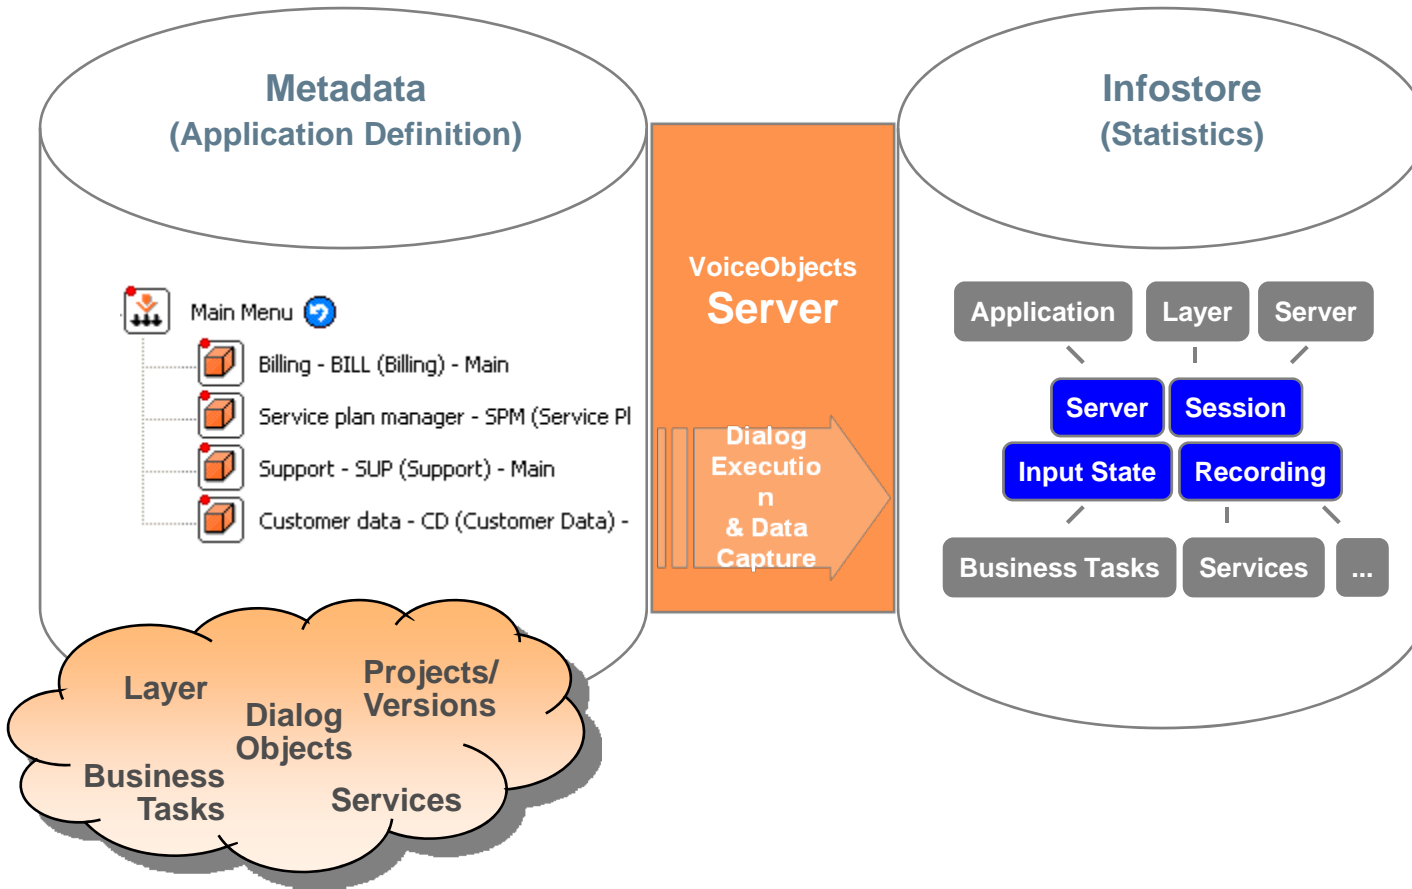 Metadata
(Application Definition)
Main Menu
Billing - BILL (Billing) - Main
Service plan manager - SPM (Service Pl
Support - SUP (Support) - Main
Customer data - CD (Customer Data) -
Layer
Projects/
Versions
Dialog
Objects
Business
Tasks
Services
VoiceObjects
Server
Dialog
Executio
n
& Data
Capture
Infostore
(Statistics)
Application Layer Server
Server Session
Input State Recording
Business Tasks Services ...